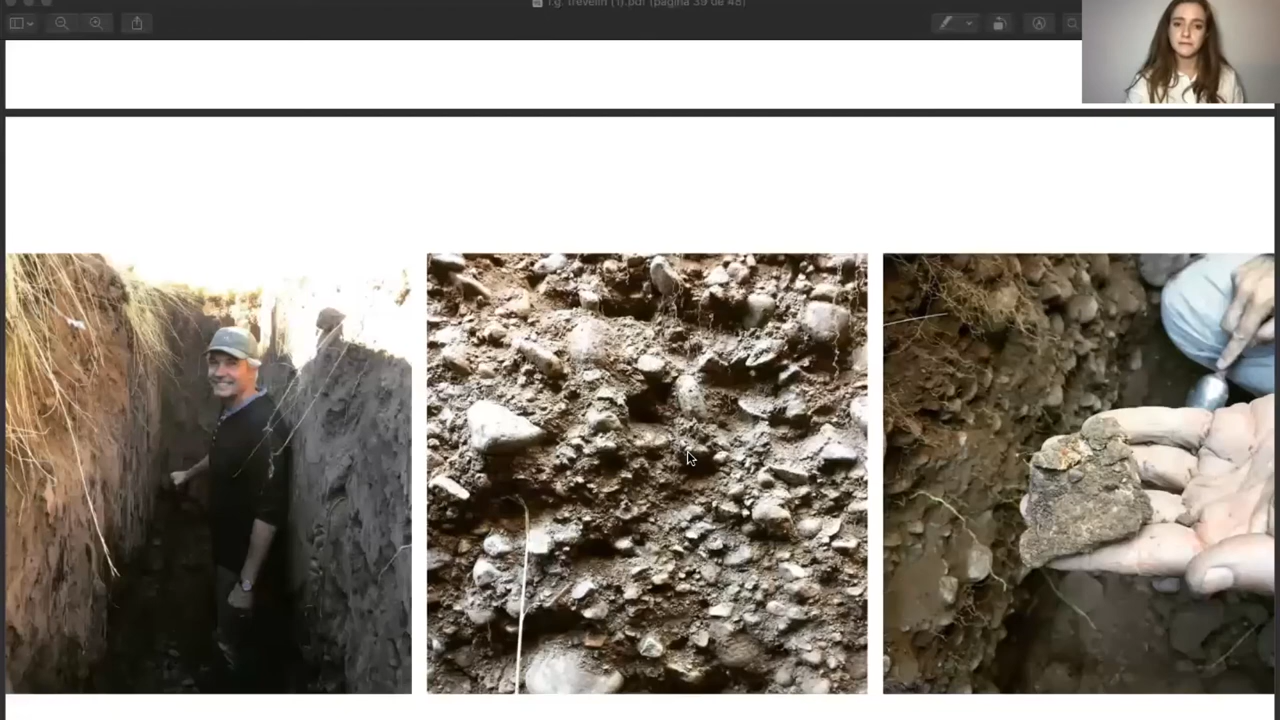 i.g. trevelin (1).pdf (página 39 de 48)